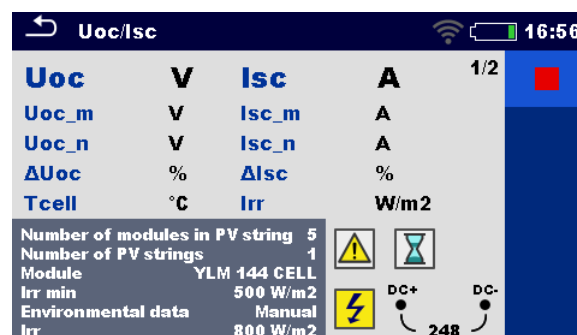 Uoc/Isc 16:56
Uoc V Isc A 1/2
Uoc_m V Isc_m A
Uoc_n V Isc_n A
ΔUoc % ΔIsc %
Tcell °C Irr W/m2
Number of modules in PV string 5
Number of PV strings 1
Module YLM 144 CELL
Irr min 500 W/m2
Environmental data Manual
Irr 800 W/m2
DC+ DC-
248